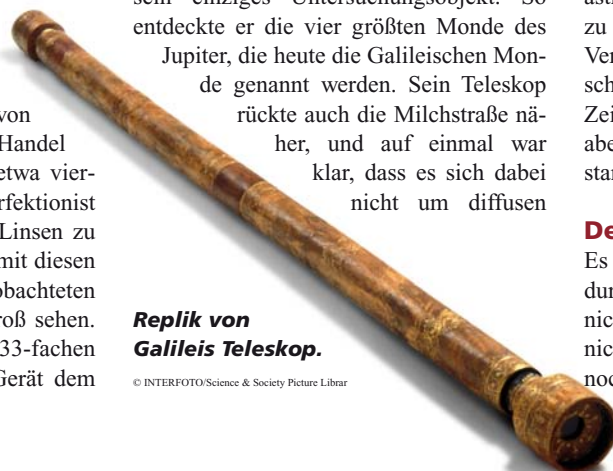 von
Handel
etwa vier-
rfektionist
Linsen zu
mit diesen
obachteten
roß sehen.
33-fachen
Gerät dem
sein einziges Untersuchungsobjekt. So
entdeckte er die vier größten Monde des
Jupiter, die heute die Galileischen Mon-
de genannt werden. Sein Teleskop
rückte auch die Milchstraße nä-
her, und auf einmal war
klar, dass es sich dabei
nicht um diffusen
Replik von
Galileis Teleskop.
© INTERFOTO/Science & Society Picture Librar
zu
Ver
sch
Zei
abe
star
De
Es
dur
nic
nic
noc